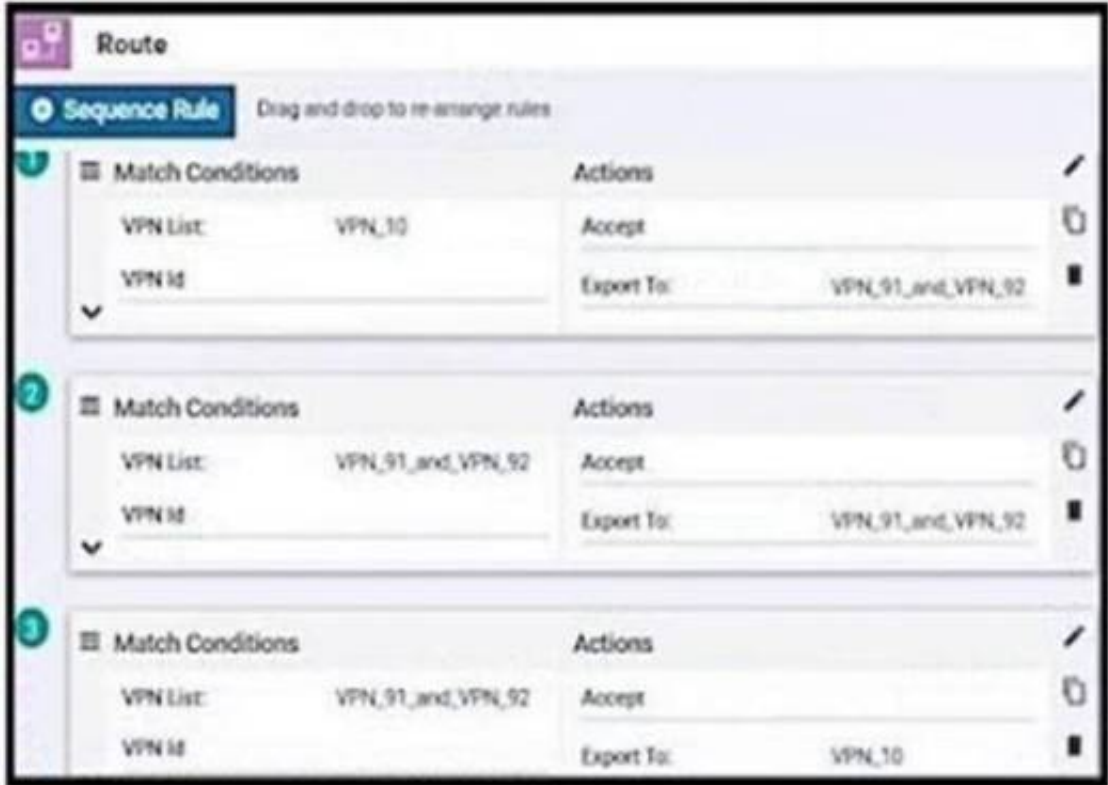 Route
Sequence Rule Drag and drop to re-arrange rules
1 Match Conditions Actions
VPN List: VPN_10 Accept
VPN Id Export To: VPN_91_and_VPN_92
2 Match Conditions Actions
VPN List: VPN_91_and_VPN_92 Accept
VPN Id Export To: VPN_91_and_VPN_92
3 Match Conditions Actions
VPN List: VPN_91_and_VPN_92 Accept
VPN Id Export To: VPN_10